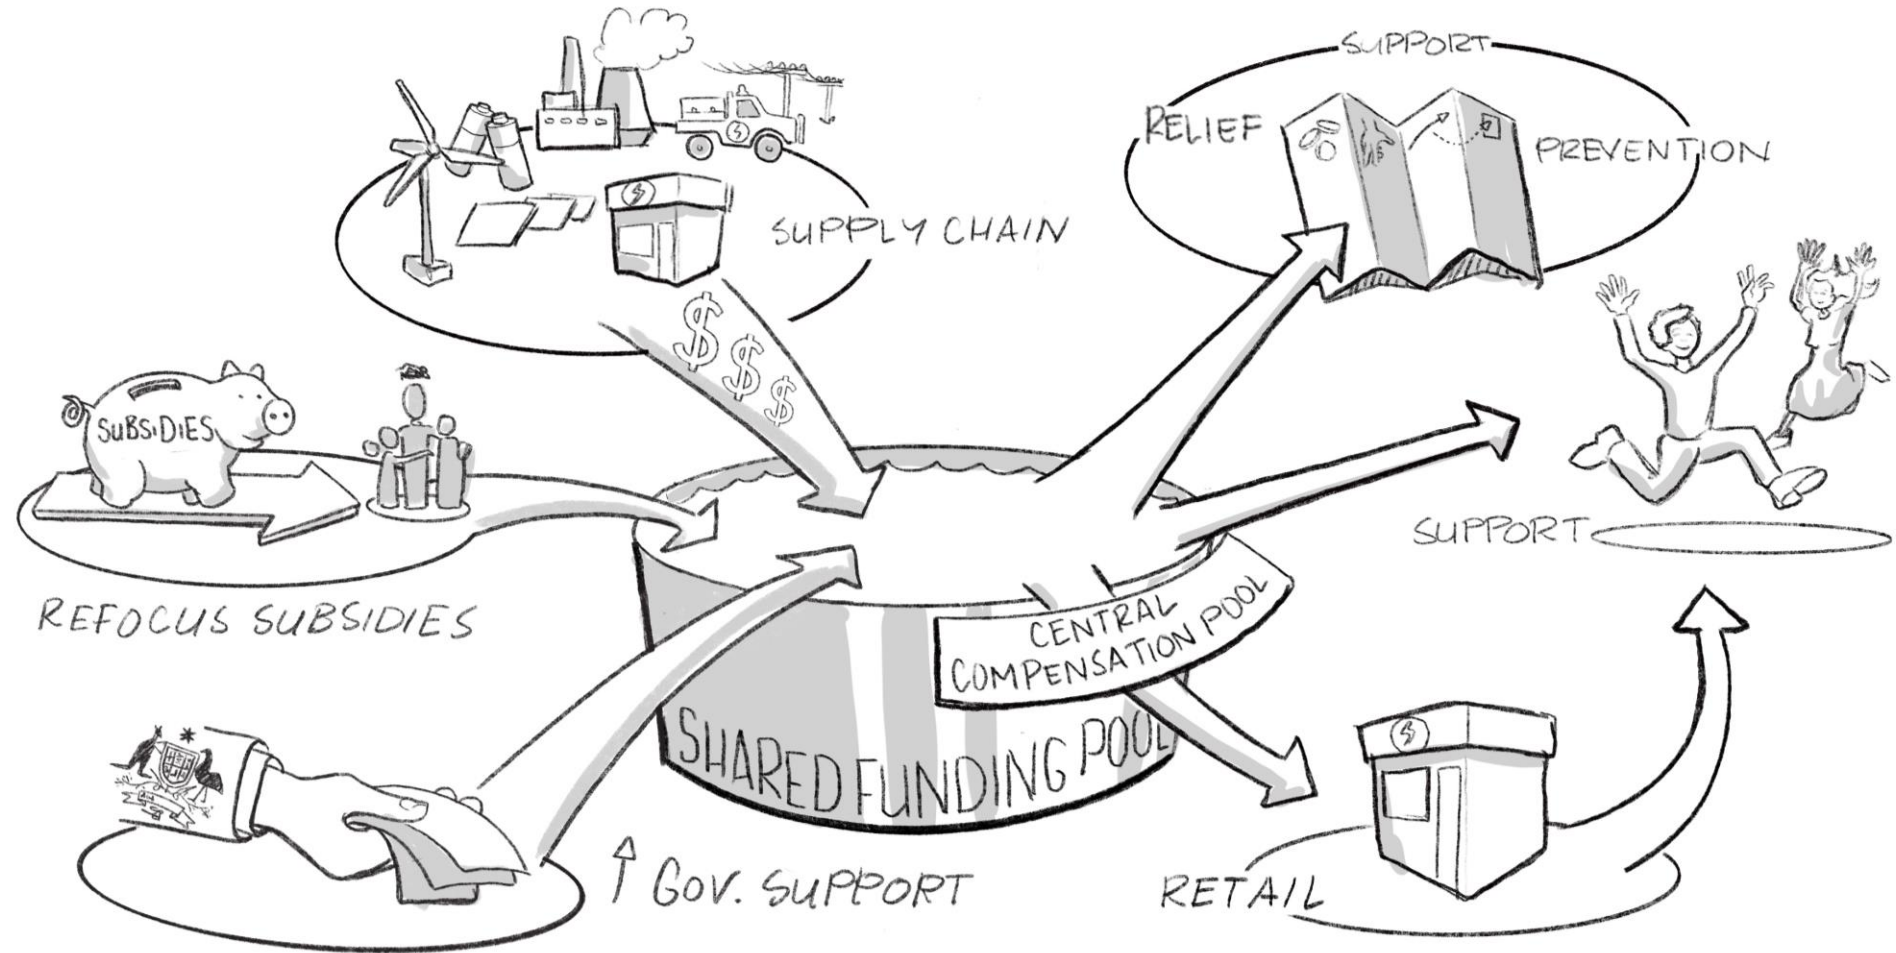 SUPPORT
RELIEF
PREVENTION
SUPPLY CHAIN
$ $ $
SUBSIDIES
REFOCUS SUBSIDIES
SUPPORT
CENTRAL
COMPENSATION POOL
SHARED FUNDING POOL
↑ GOV. SUPPORT
RETAIL